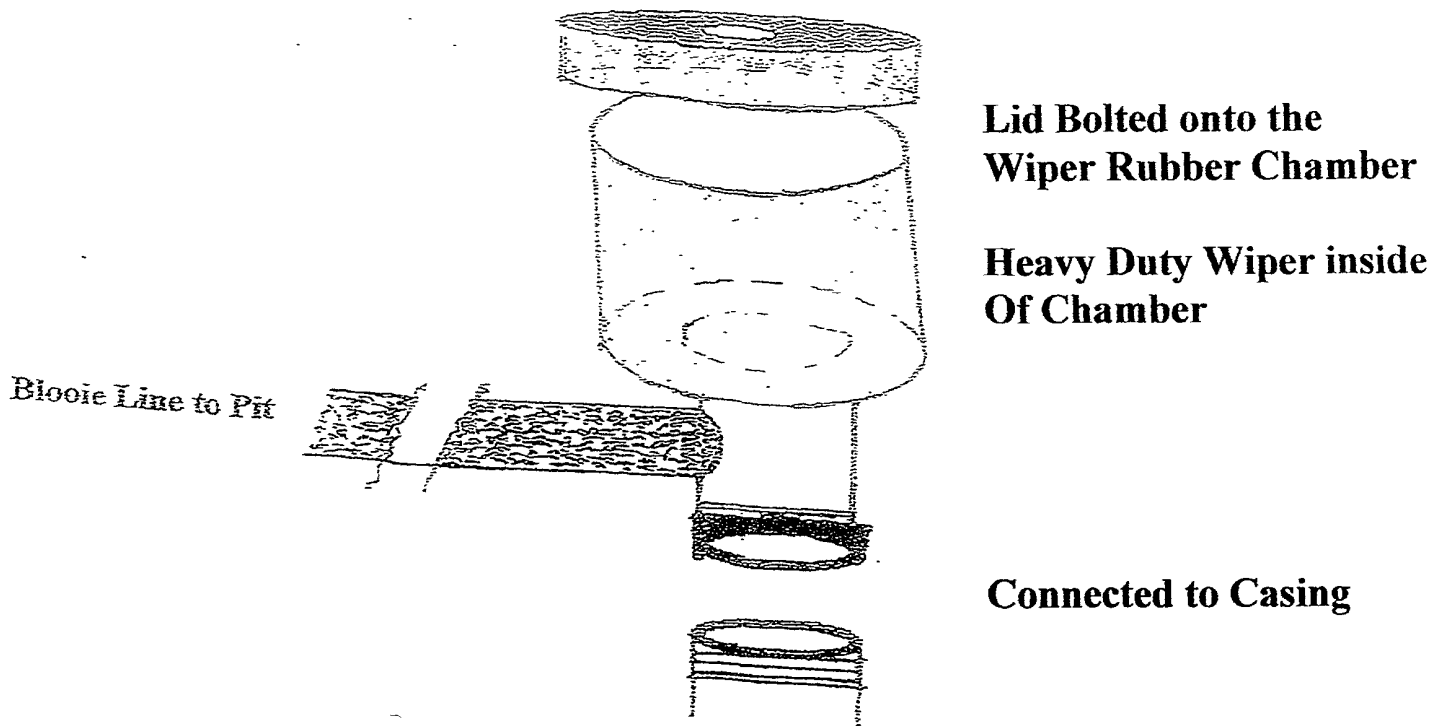 Lid Bolted onto the
Wiper Rubber Chamber
Heavy Duty Wiper inside
Of Chamber
Blooie Line to Pit
Connected to Casing